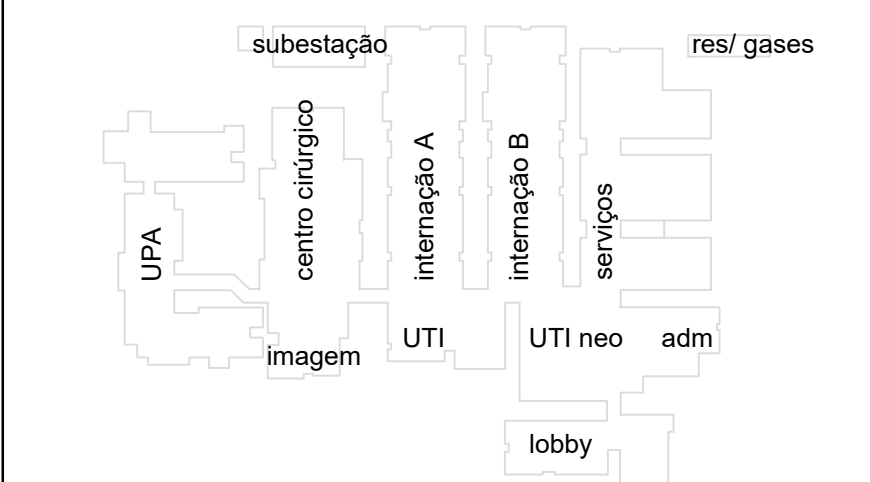 subestação
res/ gases
UPA
centro cirúrgico
internação A
internação B
serviços
imagem
UTI
UTI neo
adm
lobby